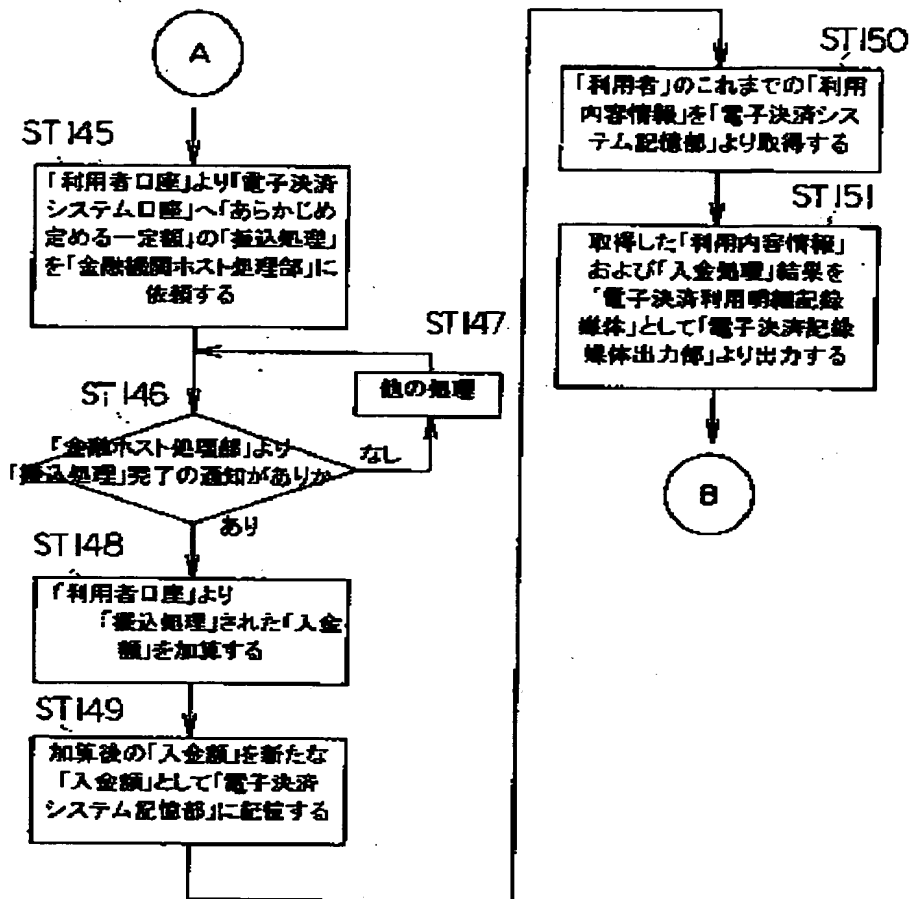 A
ST145
「利用者口座」より「電子決済
システム口座」へ「あらかじめ
定める一定額」の「振込処理」
を「金融機関ホスト処理部」に
依頼する
ST147
他の処理
ST146
「金融ホスト処理部」より
「振込処理」完了の通知がありか
なし
あり
ST148
「利用者口座」より
「振込処理」された「入金
額」を加算する
ST149
加算後の「入金額」を新たな
「入金額」として「電子決済
システム記憶部」に記憶する
ST150
「利用者」のこれまでの「利用
内容情報」を「電子決済シス
テム記憶部」より取得する
ST151
取得した「利用内容情報」
および「入金処理」結果を
「電子決済利用明細記録
媒体」として「電子決済記録
媒体出力部」より出力する
B